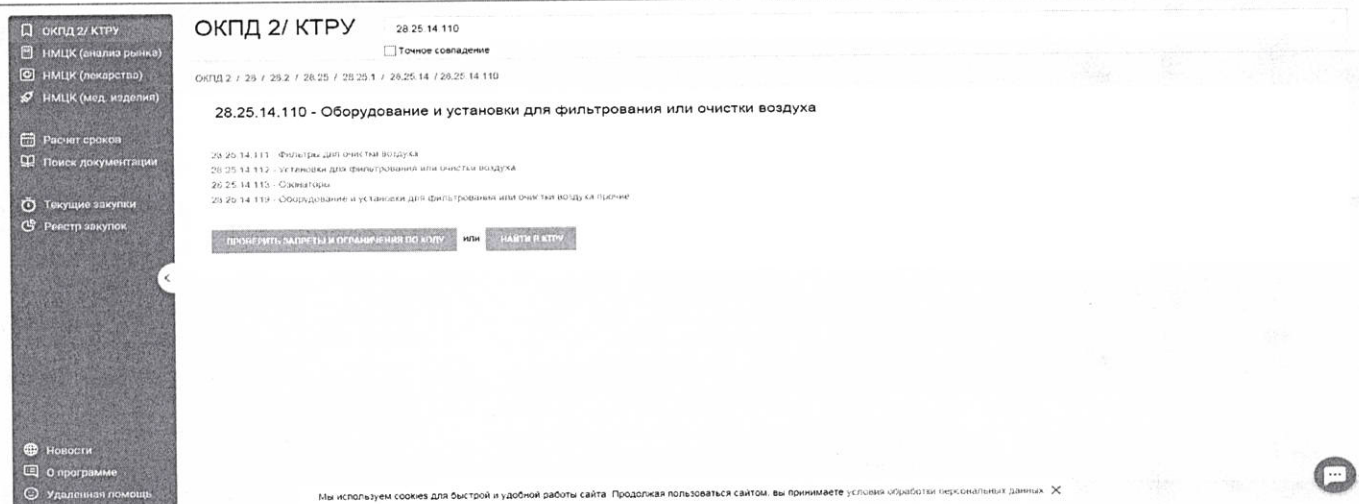 ОКПД 2/ КТРУ
НМЦК (анализ рынка)
НМЦК (лекарство)
НМЦК (мед. изделия)
Расчет сроков
Поиск документации
Текущие закупки
Реестр закупок
Новости
О программе
Удаленная помощь
ОКПД 2/ КТРУ
28.25.14.110
Точное совпадение
ОКПД 2 / 28 / 28.2 / 28.25 / 28.25.1 / 28.25.14 / 28.25.14.110
28.25.14.110 - Оборудование и установки для фильтрования или очистки воздуха
28.25.14.111 - Фильтры для очистки воздуха
28.25.14.112 - Установки для фильтрования или очистки воздуха
28.25.14.113 - Озонаторы
28.25.14.119 - Оборудование и установки для фильтрования или очистки воздуха прочие
ПРОВЕРИТЬ ЗАПРЕТЫ И ОГРАНИЧЕНИЯ ПО КОДУ или НАЙТИ В КТРУ
Мы используем cookies для быстрой и удобной работы сайта. Продолжая пользоваться сайтом, вы принимаете условия обработки персональных данных